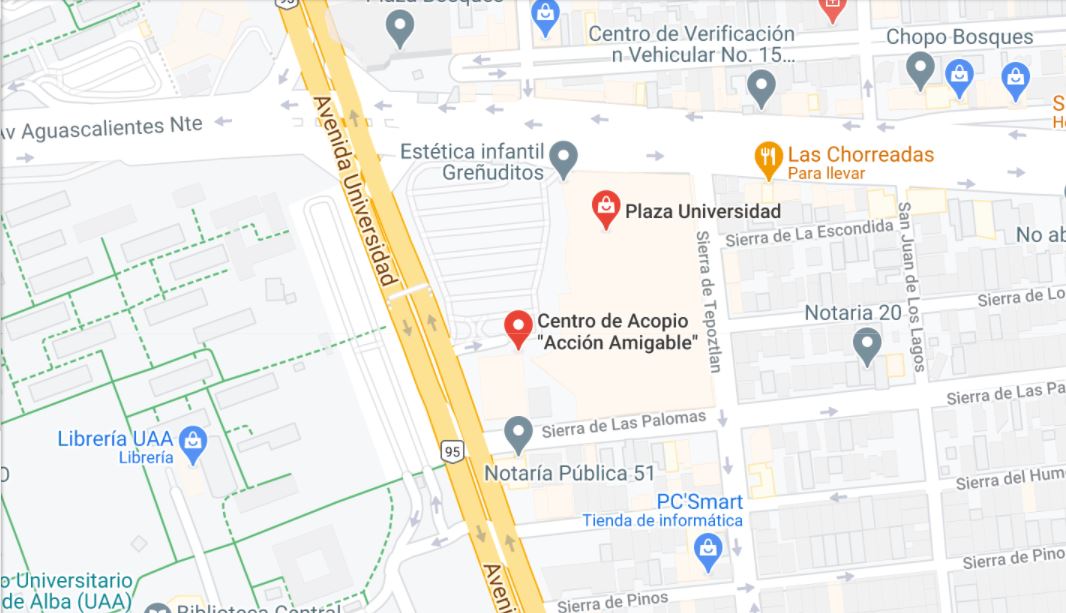 95
Plaza Bosques
Centro de Verificación
n Vehicular No. 15...
Chopo Bosques
Av Aguascalientes Nte
Avenida Universidad
Estética infantil
Greñuditos
Las Chorreadas
Para llevar
Plaza Universidad
Sierra de La Escondida
San Juan de Los Lagos
No ab
Sierra de Tepoztlan
Sierra de Lo
Notaria 20
Centro de Acopio
"Acción Amigable"
Sierra de Las Pa
Sierra de Las Palomas
Librería UAA
Librería
95
Notaría Pública 51
Sierra del Hum
PC'Smart
Tienda de informática
Sierra de Pino
o Universitario
de Alba (UAA)
Biblioteca Central
Aveni
Sierra de Pinos